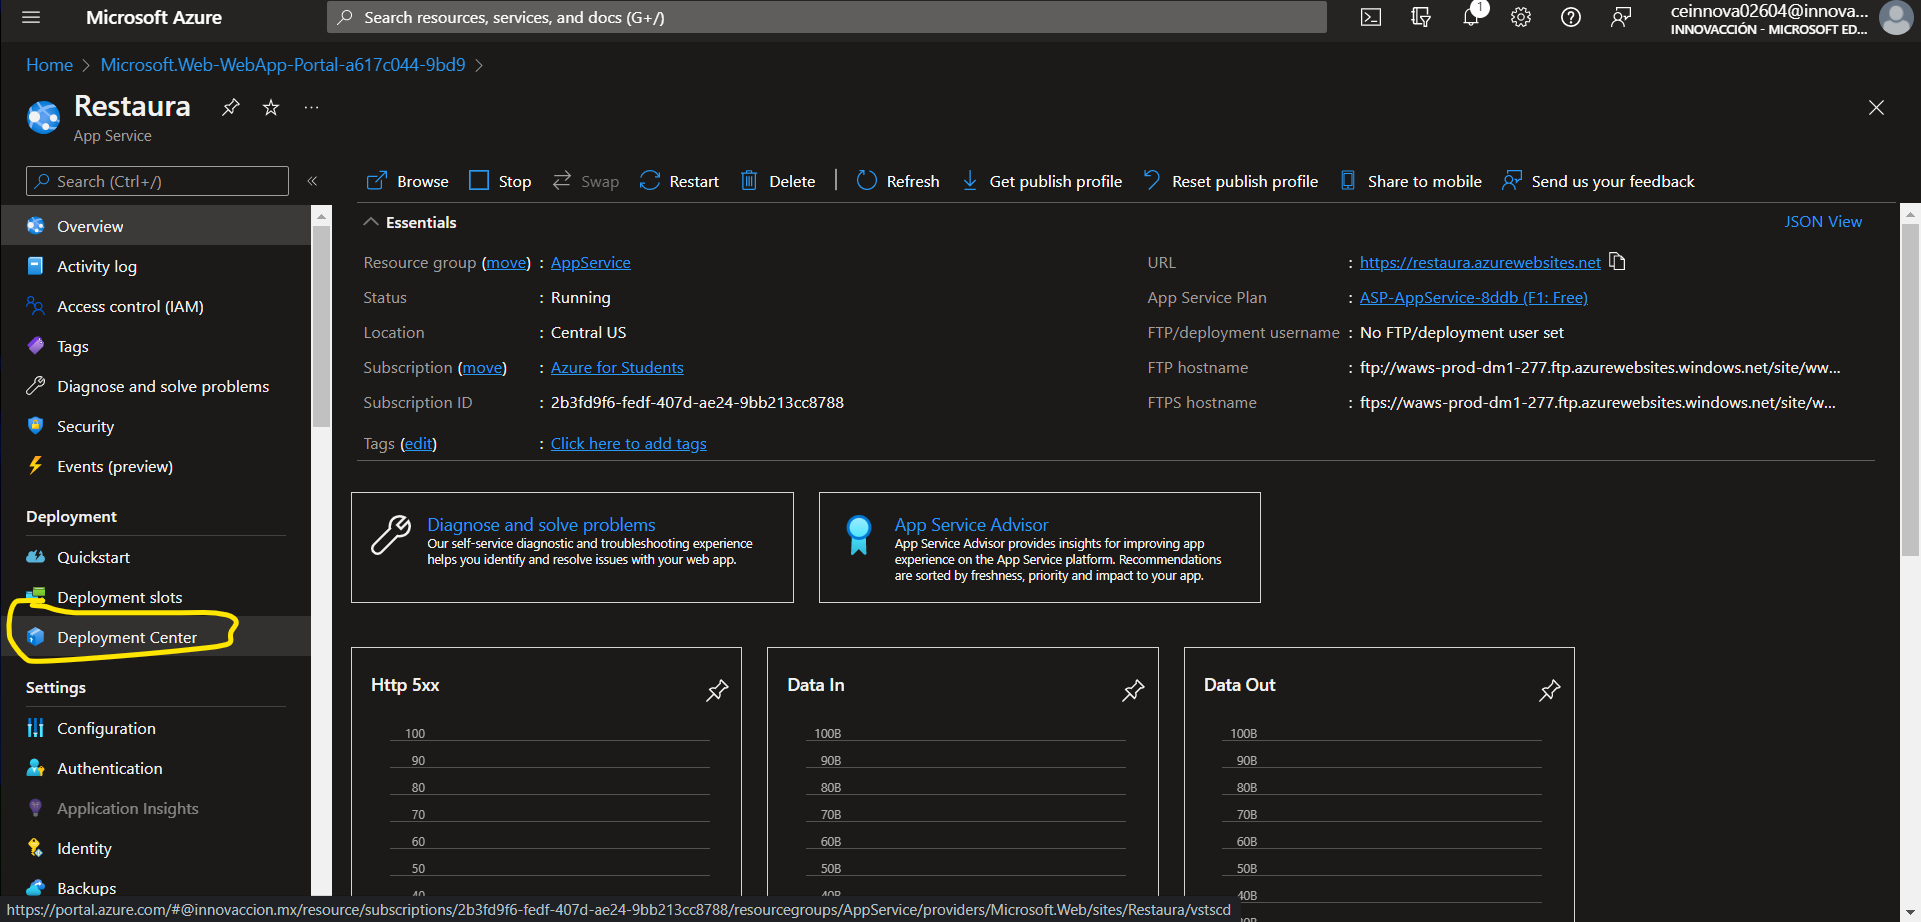 Microsoft Azure
Search resources, services, and docs (G+/)
1
ceinnova02604@innova...
INNOVACCIÓN - MICROSOFT ED...
Home > Microsoft.Web-WebApp-Portal-a617c044-9bd9 >
Restaura
...
App Service
Search (Ctrl+/)
«
Browse
Stop
Swap
Restart
Delete
Refresh
Get publish profile
Reset publish profile
Share to mobile
Send us your feedback
Overview
Activity log
Access control (IAM)
Tags
Diagnose and solve problems
Security
Events (preview)
Deployment
Quickstart
Deployment slots
Deployment Center
Settings
Configuration
Authentication
Application Insights
Identity
Backups
Essentials
JSON View
Resource group (move) : AppService
Status : Running
Location : Central US
Subscription (move) : Azure for Students
Subscription ID : 2b3fd9f6-fedf-407d-ae24-9bb213cc8788
Tags (edit) : Click here to add tags
URL : https://restaura.azurewebsites.net
App Service Plan : ASP-AppService-8ddb (F1: Free)
FTP/deployment username : No FTP/deployment user set
FTP hostname : ftp://waws-prod-dm1-277.ftp.azurewebsites.windows.net/site/ww...
FTPS hostname : ftps://waws-prod-dm1-277.ftp.azurewebsites.windows.net/site/w...
Diagnose and solve problems
Our self-service diagnostic and troubleshooting experience
helps you identify and resolve issues with your web app.
App Service Advisor
App Service Advisor provides insights for improving app
experience on the App Service platform. Recommendations
are sorted by freshness, priority and impact to your app.
Http 5xx
100
90
80
70
60
50
40
Data In
100B
90B
80B
70B
60B
50B
40B
Data Out
100B
90B
80B
70B
60B
50B
40B
30B
https://portal.azure.com/#@innovaccion.mx/resource/subscriptions/2b3fd9f6-fedf-407d-ae24-9bb213cc8788/resourcegroups/AppService/providers/Microsoft.Web/sites/Restaura/vstscd